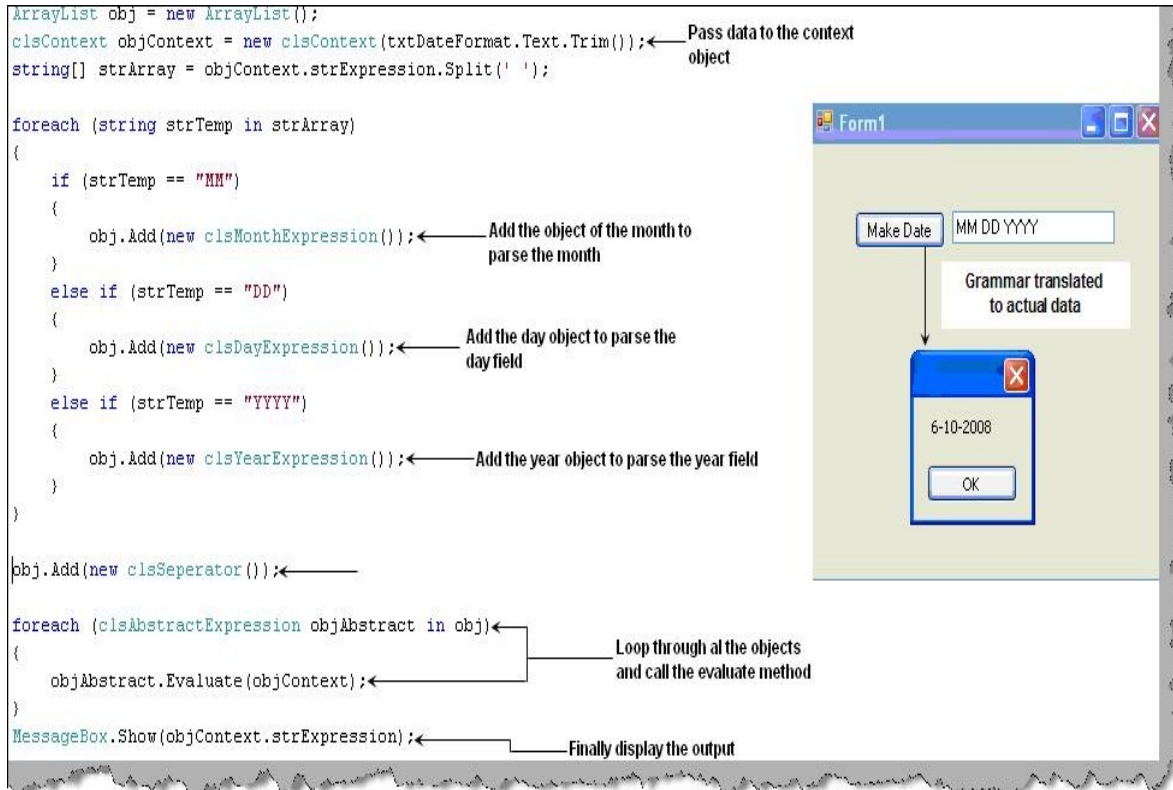 ArrayList obj = new ArrayList();
clsContext objContext = new clsContext(txtDateFormat.Text.Trim());
Pass data to the context
object
string[] strArray = objContext.strExpression.Split(' ');
foreach (string strTemp in strArray)
{
if (strTemp == "MM")
{
obj.Add(new clsMonthExpression());
Add the object of the month to
parse the month
}
else if (strTemp == "DD")
{
obj.Add(new clsDayExpression());
Add the day object to parse the
day field
}
else if (strTemp == "YYYY")
{
obj.Add(new clsYearExpression());
Add the year object to parse the year field
}
}
obj.Add(new clsSeperator());
foreach (clsAbstractExpression objAbstract in obj)
{
objAbstract.Evaluate(objContext);
Loop through al the objects
and call the evaluate method
}
MessageBox.Show(objContext.strExpression);
Finally display the output
Form1
Make Date
MM DD YYYY
Grammar translated
to actual data
6-10-2008
OK